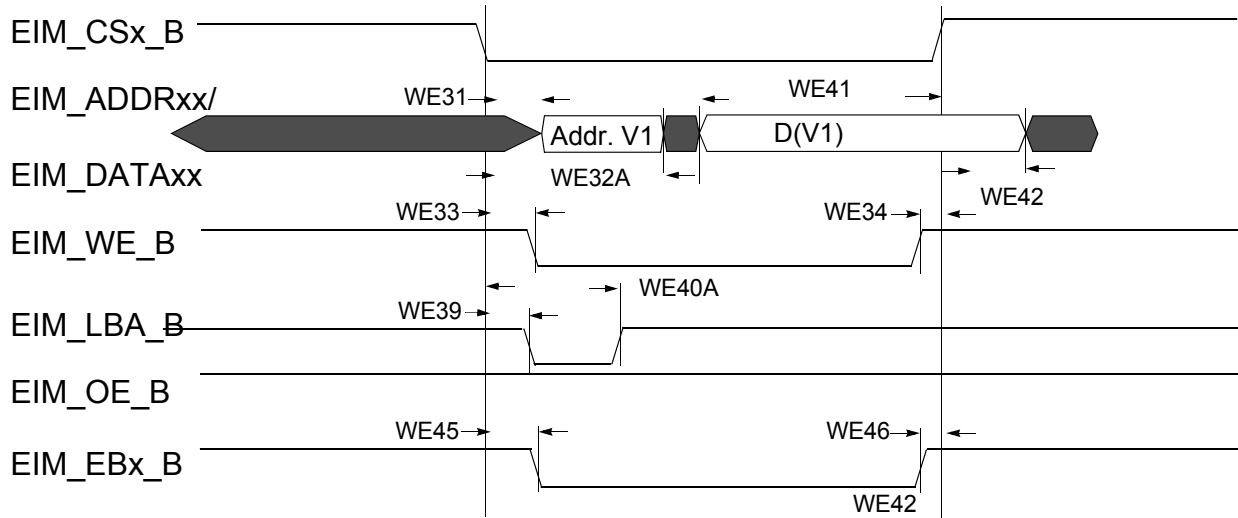 EIM_CSx_B
EIM_ADDRxx/
WE31
WE41
Addr. V1
D(V1)
EIM_DATAxx
WE32A
WE42
WE33
WE34
EIM_WE_B
WE40A
WE39
EIM_LBA_B
EIM_OE_B
WE45
WE46
EIM_EBx_B
WE42